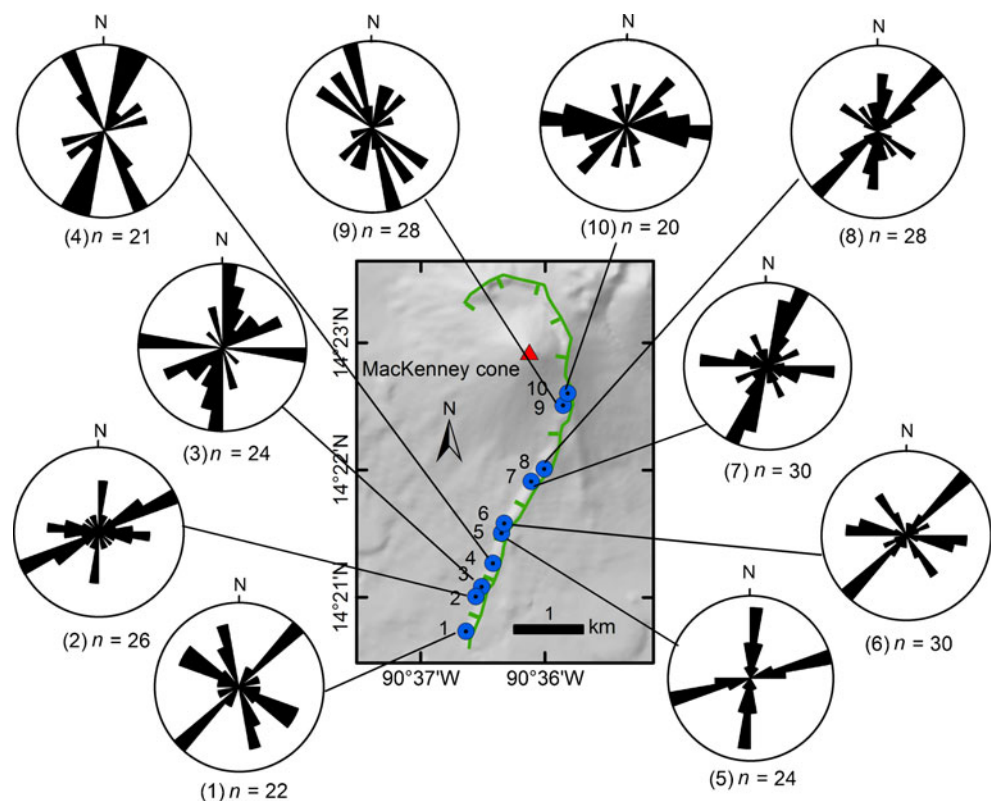 N
N
N
N
(4) n = 21
(9) n = 28
(10) n = 20
(8) n = 28
N
N
14°23'N
MacKenney cone
10
9
N
(3) n = 24
(7) n = 30
N
14°22'N
8
7
N
6
5
4
3
2
1
14°21'N
1
km
(2) n = 26
N
N
(6) n = 30
90°37'W
90°36'W
(1) n = 22
(5) n = 24